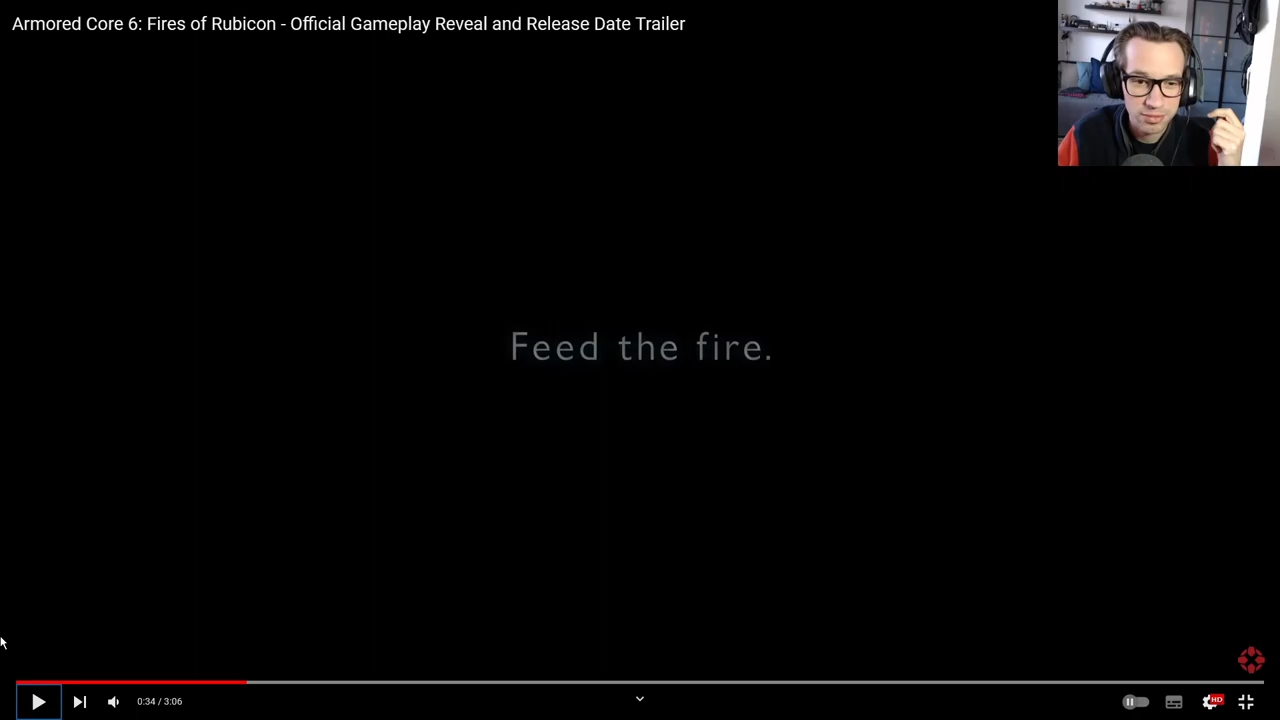 Armored Core 6: Fires of Rubicon - Official Gameplay Reveal and Release Date Trailer
Feed the fire.
0:34 / 3:06
HD